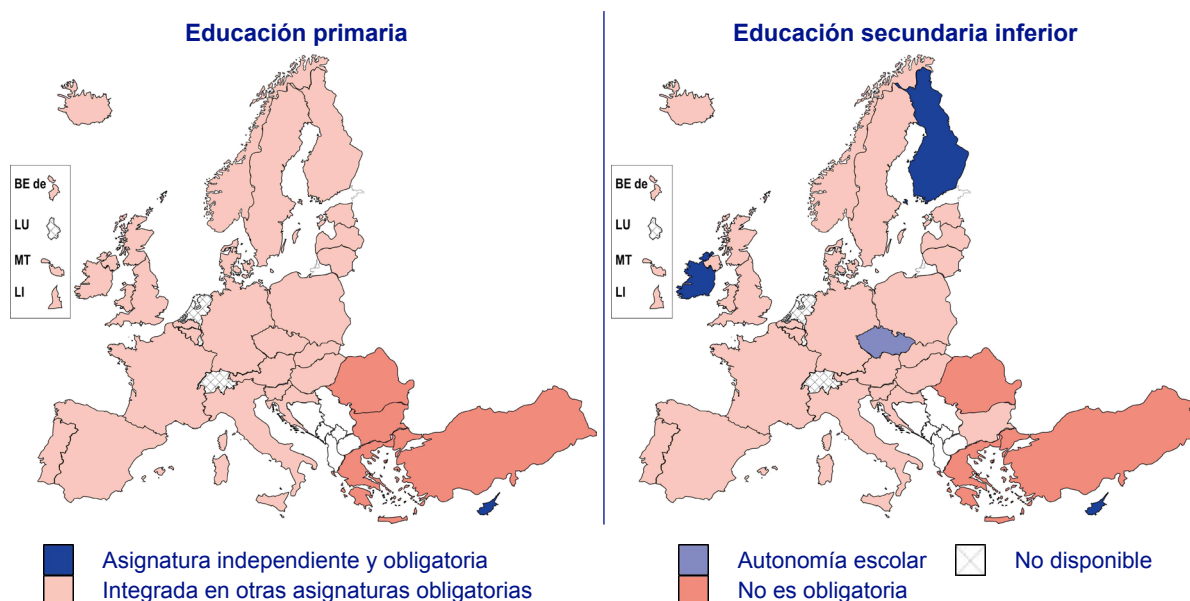 Educación primaria
Educación secundaria inferior
BE de
LU
MT
LI
BE de
LU
MT
LI
Asignatura independiente y obligatoria
Integrada en otras asignaturas obligatorias
Autonomía escolar
No disponible
No es obligatoria